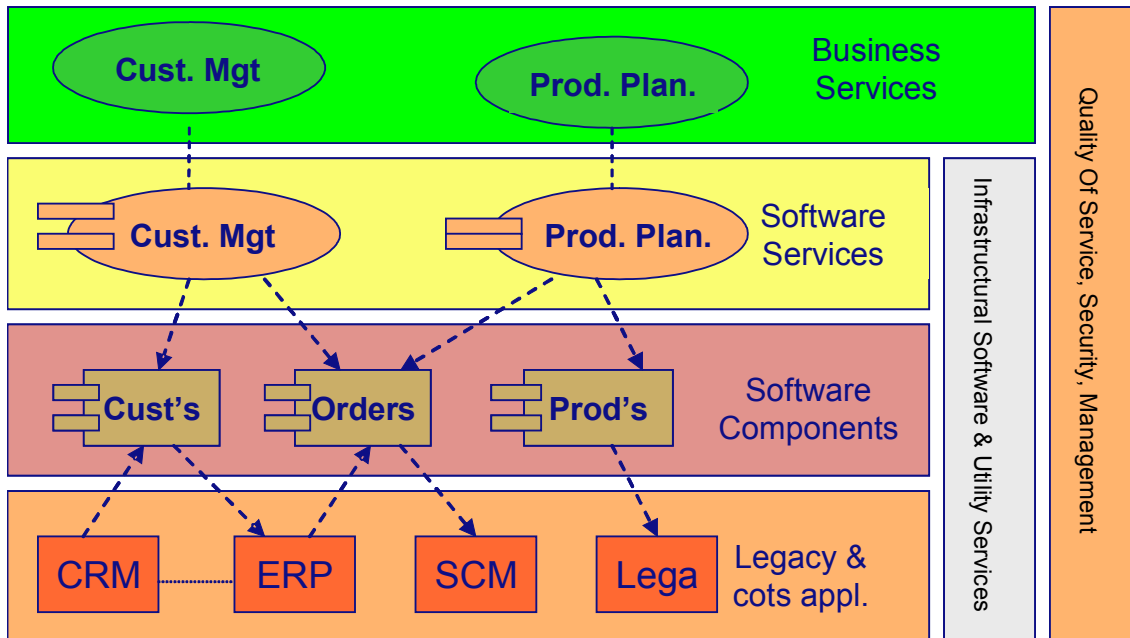 Cust. Mgt
Prod. Plan.
Business
Services
Cust. Mgt
Prod. Plan.
Software
Services
Cust's
Orders
Prod's
Software
Components
CRM
ERP
SCM
Lega
Legacy &
cots appl.
Infrastructural Software & Utility Services
Quality Of Service, Security, Management